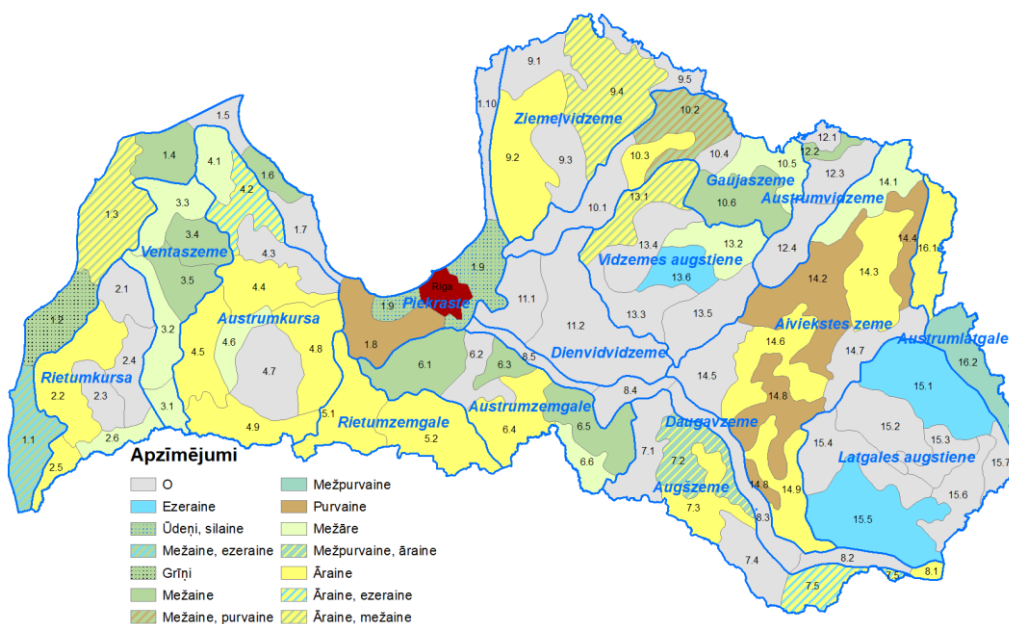 9.1
9.5
1.10
9.4
1.5
10.2
Ziemeļvidzeme
12.1
1.4
4.1
10.3
10.4
12.2
9.2
9.3
10.5
12.3
14.1
1.6
4.2
Gaujaszeme
1.3
3.3
10.1
13.1
10.6
Austrumvidzeme
3.4
1.7
14.4
16.1
Ventaszeme
4.3
13.4
13.2
12.4
Vidzemes augstiene
1.9
13.6
14.2
14.3
3.5
2.1
4.4
Rīga
1.9
Piekraste
11.1
13.3
13.5
1.2
Austrumkursa
Aiviekstes zeme
3.2
11.2
14.6
Austrumlatgale
4.6
4.8
1.8
6.2
8.5
Dienvidvidzeme
14.7
2.4
4.5
4.7
6.1
6.3
16.2
Rietumkursa
14.5
15.1
2.2
2.3
8.4
14.8
3.1
5.1
Austrumzemgale
15.2
4.9
Rietumzemgale
6.5
Daugavzeme
15.3
1.1
2.6
5.2
6.4
7.1
15.4
Latgales augstiene
15.7
Apzīmējumi
6.6
7.2
2.5
Augšzeme
14.8
14.9
15.6
O
Mežpurvaine
7.3
15.5
Ezeraine
Purvaine
8.3
Ūdeņi, silaine
Mežāre
Mežaine, ezeraine
Mežpurvaine, āraine
7.4
8.2
Grīņi
Āraine
7.5
7.5
8.1
Mežaine
Āraine, ezeraine
Mežaine, purvaine
Āraine, mežaine